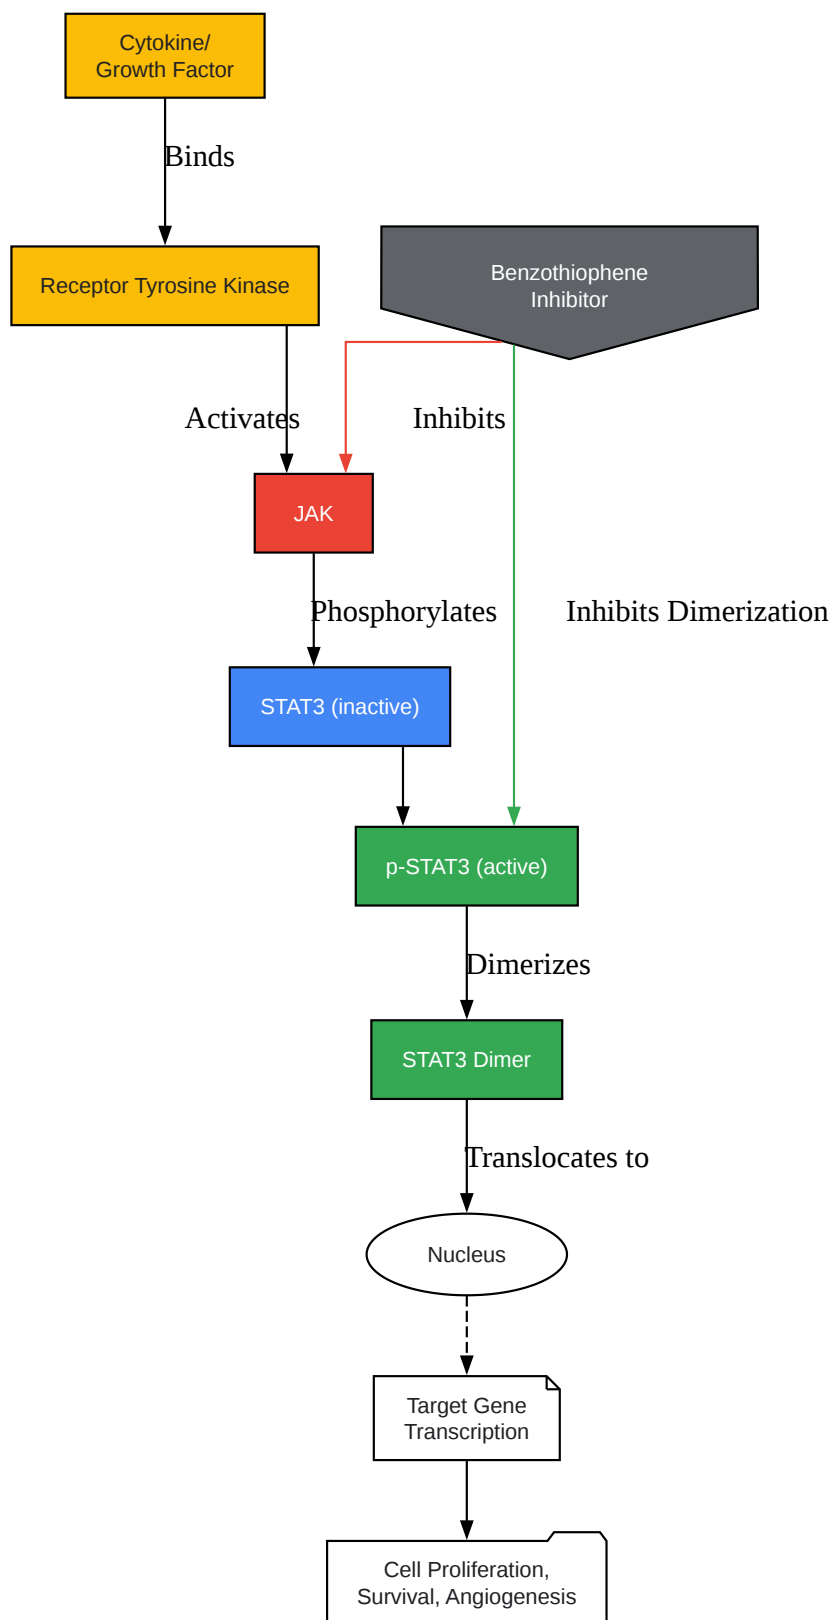 Cytokine/
Growth Factor
Binds
Receptor Tyrosine Kinase
Benzothiophene
Inhibitor
Activates
Inhibits
JAK
Phosphorylates
Inhibits Dimerization
STAT3 (inactive)
p-STAT3 (active)
Dimerizes
STAT3 Dimer
Translocates to
Nucleus
Target Gene
Transcription
Cell Proliferation,
Survival, Angiogenesis